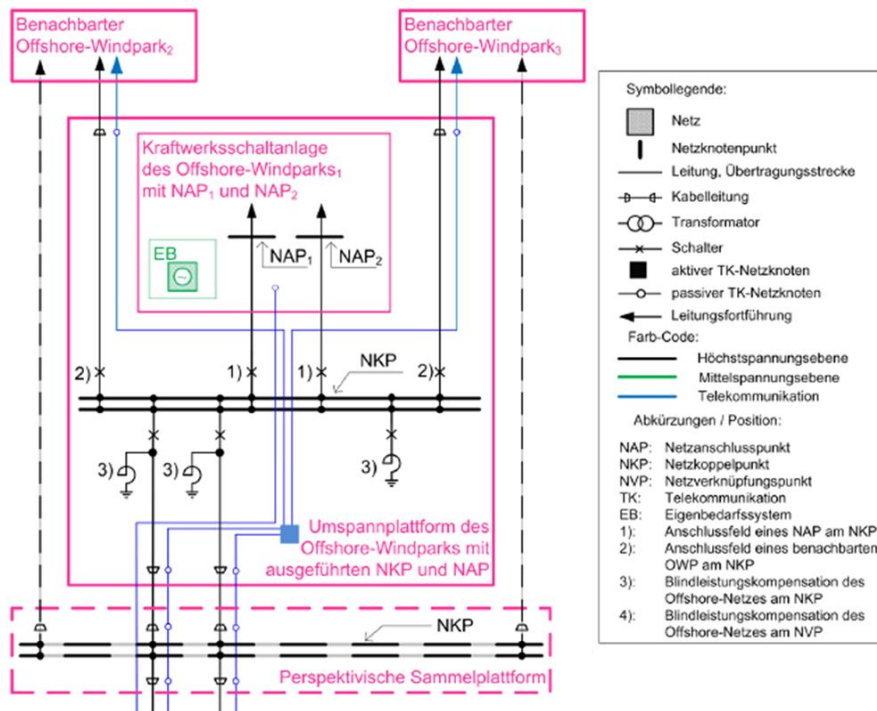 Benachbarter
Offshore-Windpark₂
Benachbarter
Offshore-Windpark₃
Kraftwerksschaltanlage
des Offshore-Windparks₁
mit NAP₁ und NAP₂
EB
NAP₁
NAP₂
2)
1)
1)
NKP
2)
3)
3)
3)
Umspannplattform des
Offshore-Windparks mit
ausgeführten NKP und NAP
NKP
Perspektivische Sammelplattform
Symbollegende:
Netz
Netzknotenpunkt
Leitung, Übertragungsstrecke
Kabelleitung
Transformator
Schalter
aktiver TK-Netzknoten
passiver TK-Netzknoten
Leitungsfortführung
Farb-Code:
Höchstspannungsebene
Mittelspannungsebene
Telekommunikation
Abkürzungen / Position:
NAP: Netzanschlusspunkt
NKP: Netzkoppelpunkt
NVP: Netzverknüpfungspunkt
TK: Telekommunikation
EB: Eigenbedarfssystem
1): Anschlussfeld eines NAP am NKP
2): Anschlussfeld eines benachbarten
OWP am NKP
3): Blindleistungskompensation des
Offshore-Netzes am NKP
4): Blindleistungskompensation des
Offshore-Netzes am NVP